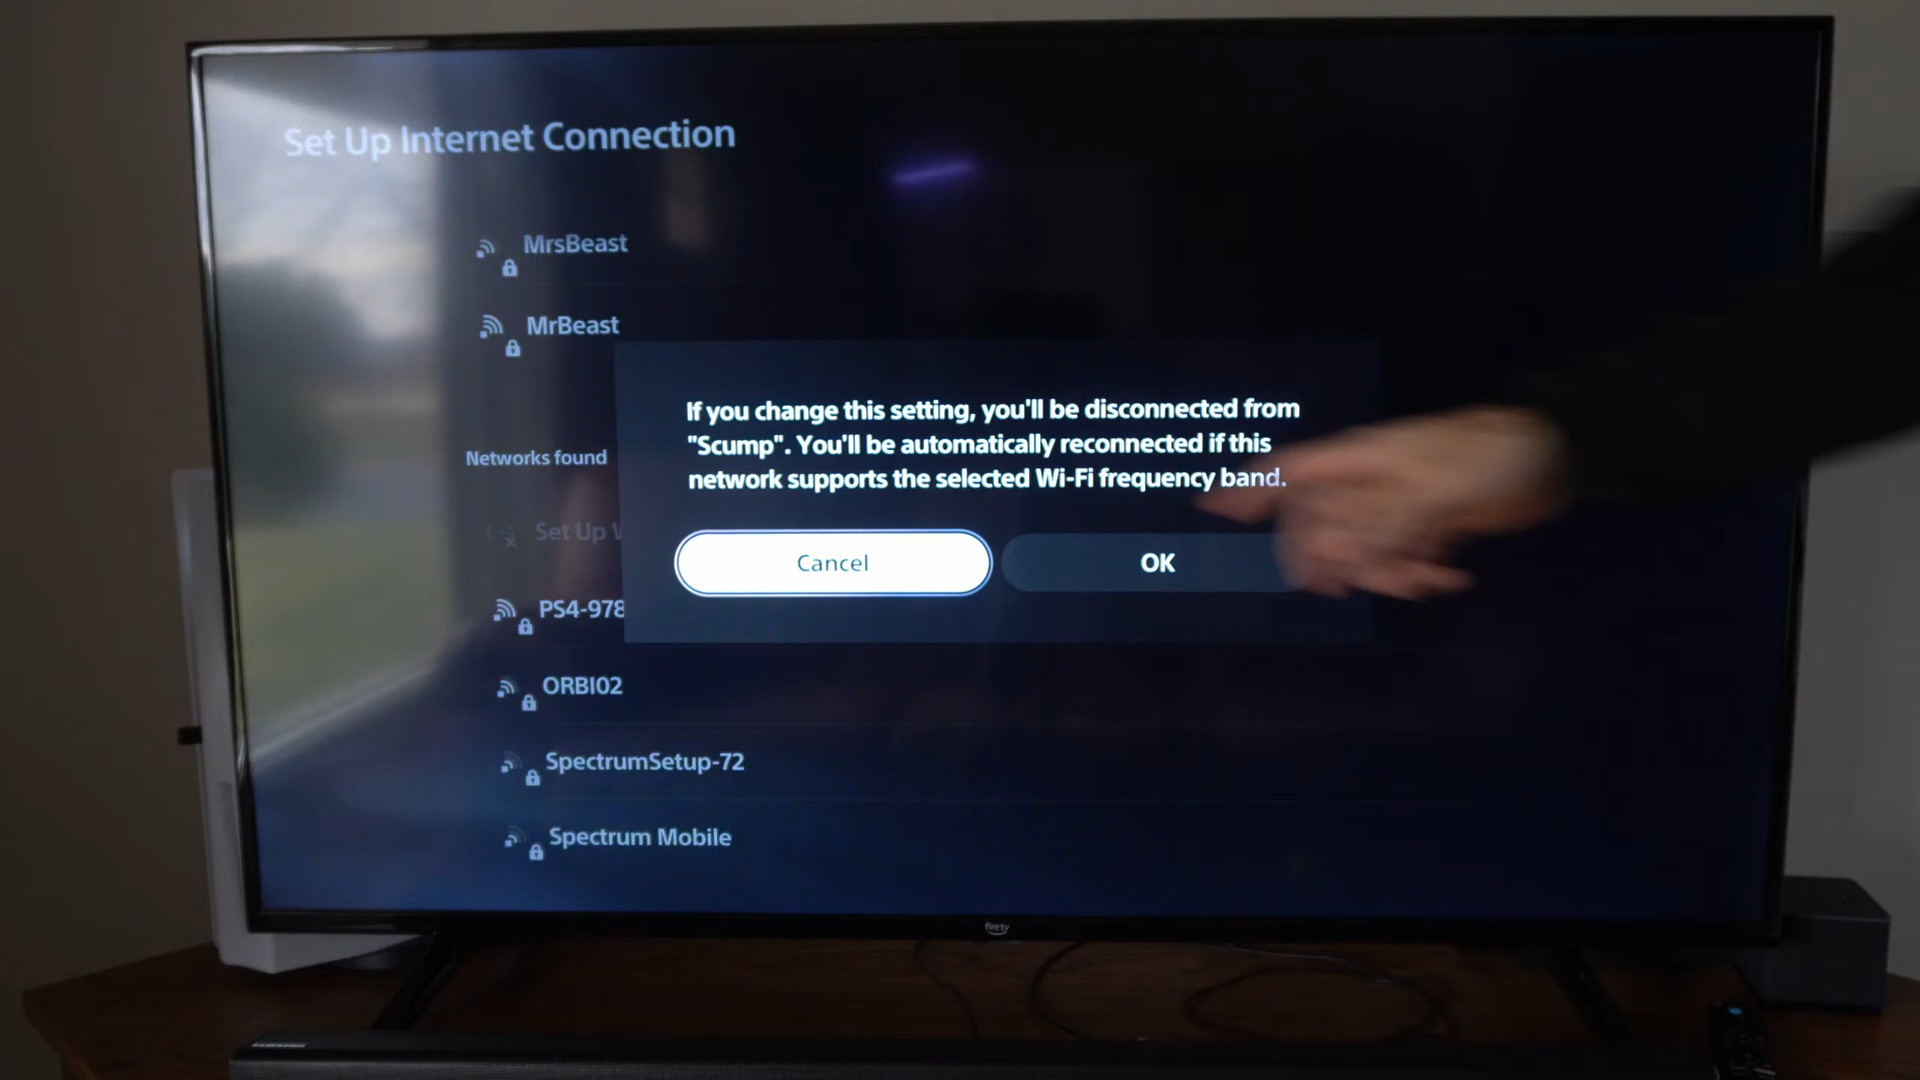 Set Up Internet Connection
MrsBeast
MrBeast
If you change this setting, you'll be disconnected from
"Scump". You'll be automatically reconnected if this
network supports the selected Wi-Fi frequency band.
Networks found
Set Up
Cancel
OK
PS4-978
ORBI02
SpectrumSetup-72
Spectrum Mobile
firetv
SAMSUNG